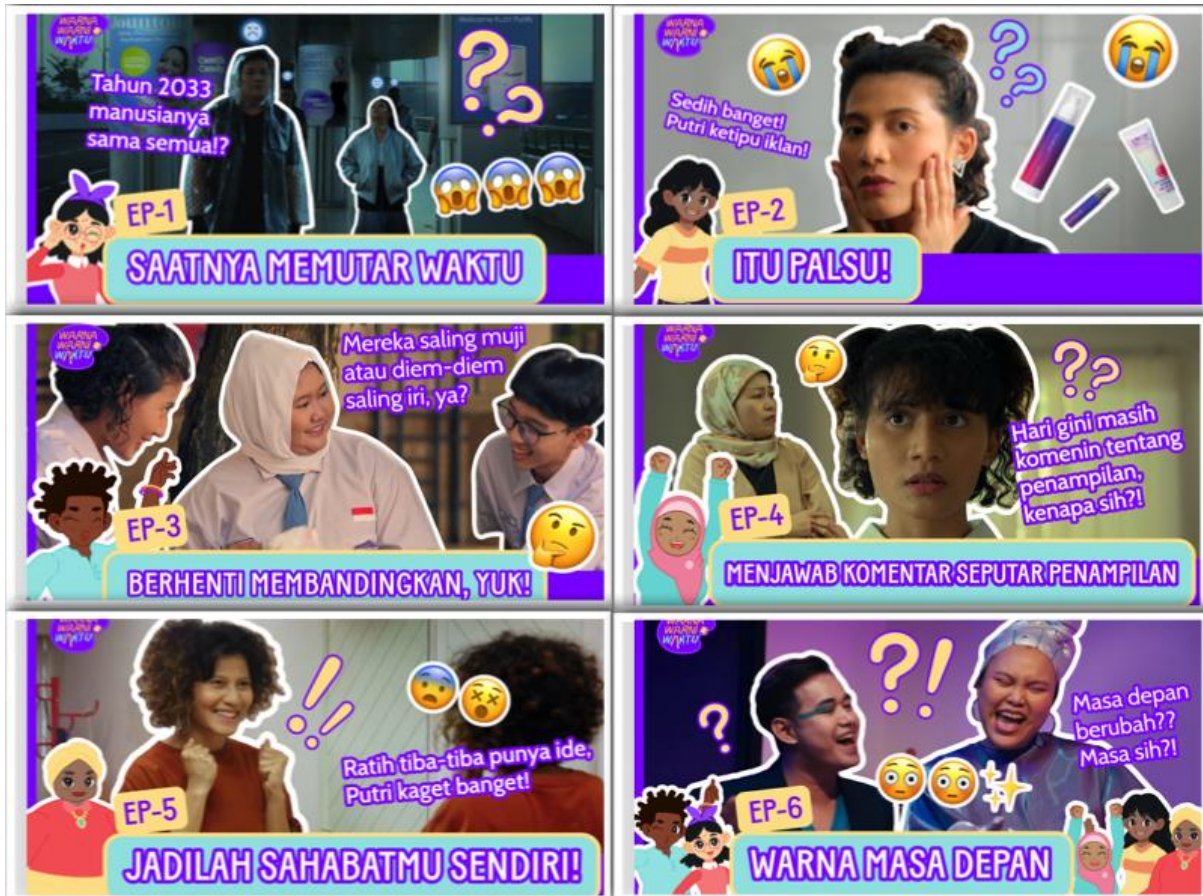 WARNA
WARNI
WAKTU
Tahun 2033
manusianya
sama semua!?
EP-1
SAATNYA MEMUTAR WAKTU
WARNA
WARNI
WAKTU
Sedih banget!
Putri ketipu iklan!
EP-2
ITU PALSU!
WARNA
WARNI
WAKTU
Mereka saling muji
atau diem-diem
saling iri, ya?
EP-3
BERHENTI MEMBANDINGKAN, YUK!
WARNA
WARNI
WAKTU
Hari gini masih
komenin tentang
penampilan,
kenapa sih?!
EP-4
MENJAWAB KOMENTAR SEPUTAR PENAMPILAN
WARNI
WAKTU
Ratih tiba-tiba punya ide,
Putri kaget banget!
EP-5
JADILAH SAHABATMU SENDIRI!
WARNA
WARNI
WAKTU
Masa depan
berubah??
Masa sih?!
EP-6
WARNA MASA DEPAN